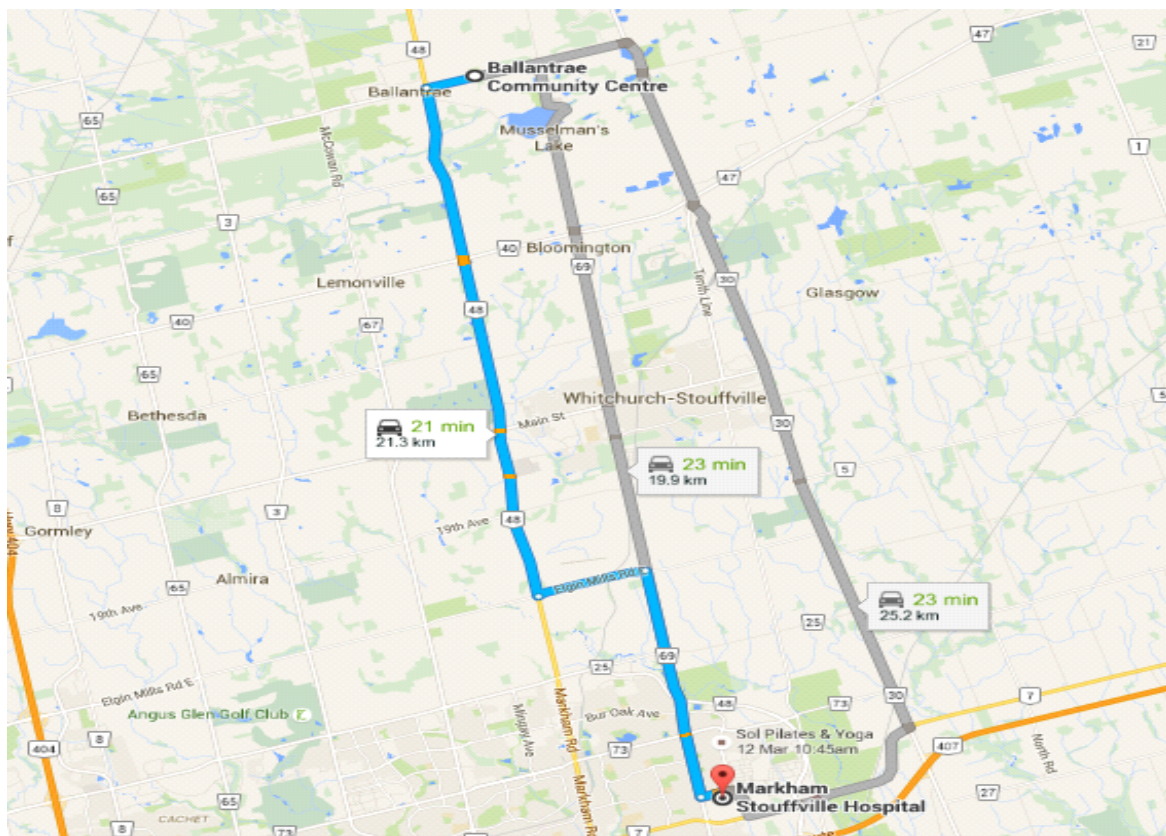 48
47
21
Ballantrae
Community Centre
Ballantrae
65
McCowan Rd
Musselman's
Lake
1
47
65
3
40
Bloomington
69
Lemonville
48
30
Tenth Line
Glasgow
40
67
65
Whitchurch-Stouffville
Bethesda
Main St
21 min
21.3 km
30
23 min
19.9 km
5
8
Gormley
3
19th Ave
48
Almira
Elgin Mills Rd
65
23 min
25.2 km
19th Ave
25
69
25
Elgin Mills Rd E
30
7
Angus Glen Golf Club
Markham Rd
Mingay Ave
Bur Oak Ave
48
73
Sol Pilates & Yoga
12 Mar 10:45am
404
8
73
407
North Rd
Markham
Stouffville Hospital
65
27
CACHET
Markham Rd
8
73
7